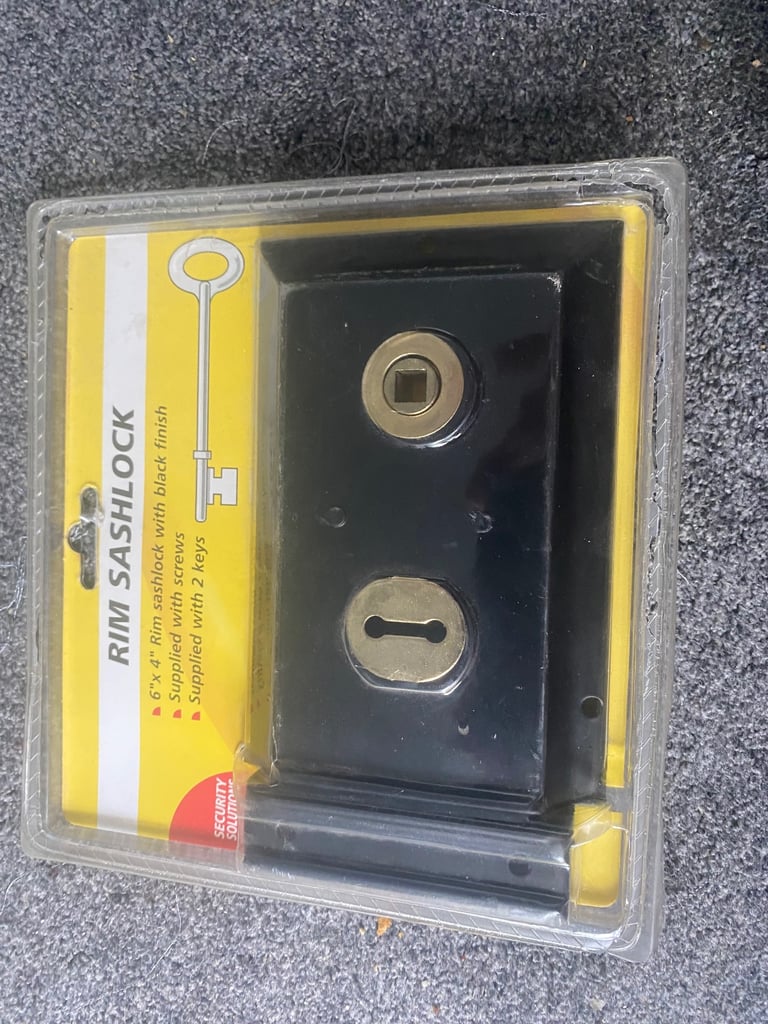 RIM SASHLOCK
6"x 4" Rim sashlock with black finish
Supplied with screws
Supplied with 2 keys
SECURITY
SOLUTIONS